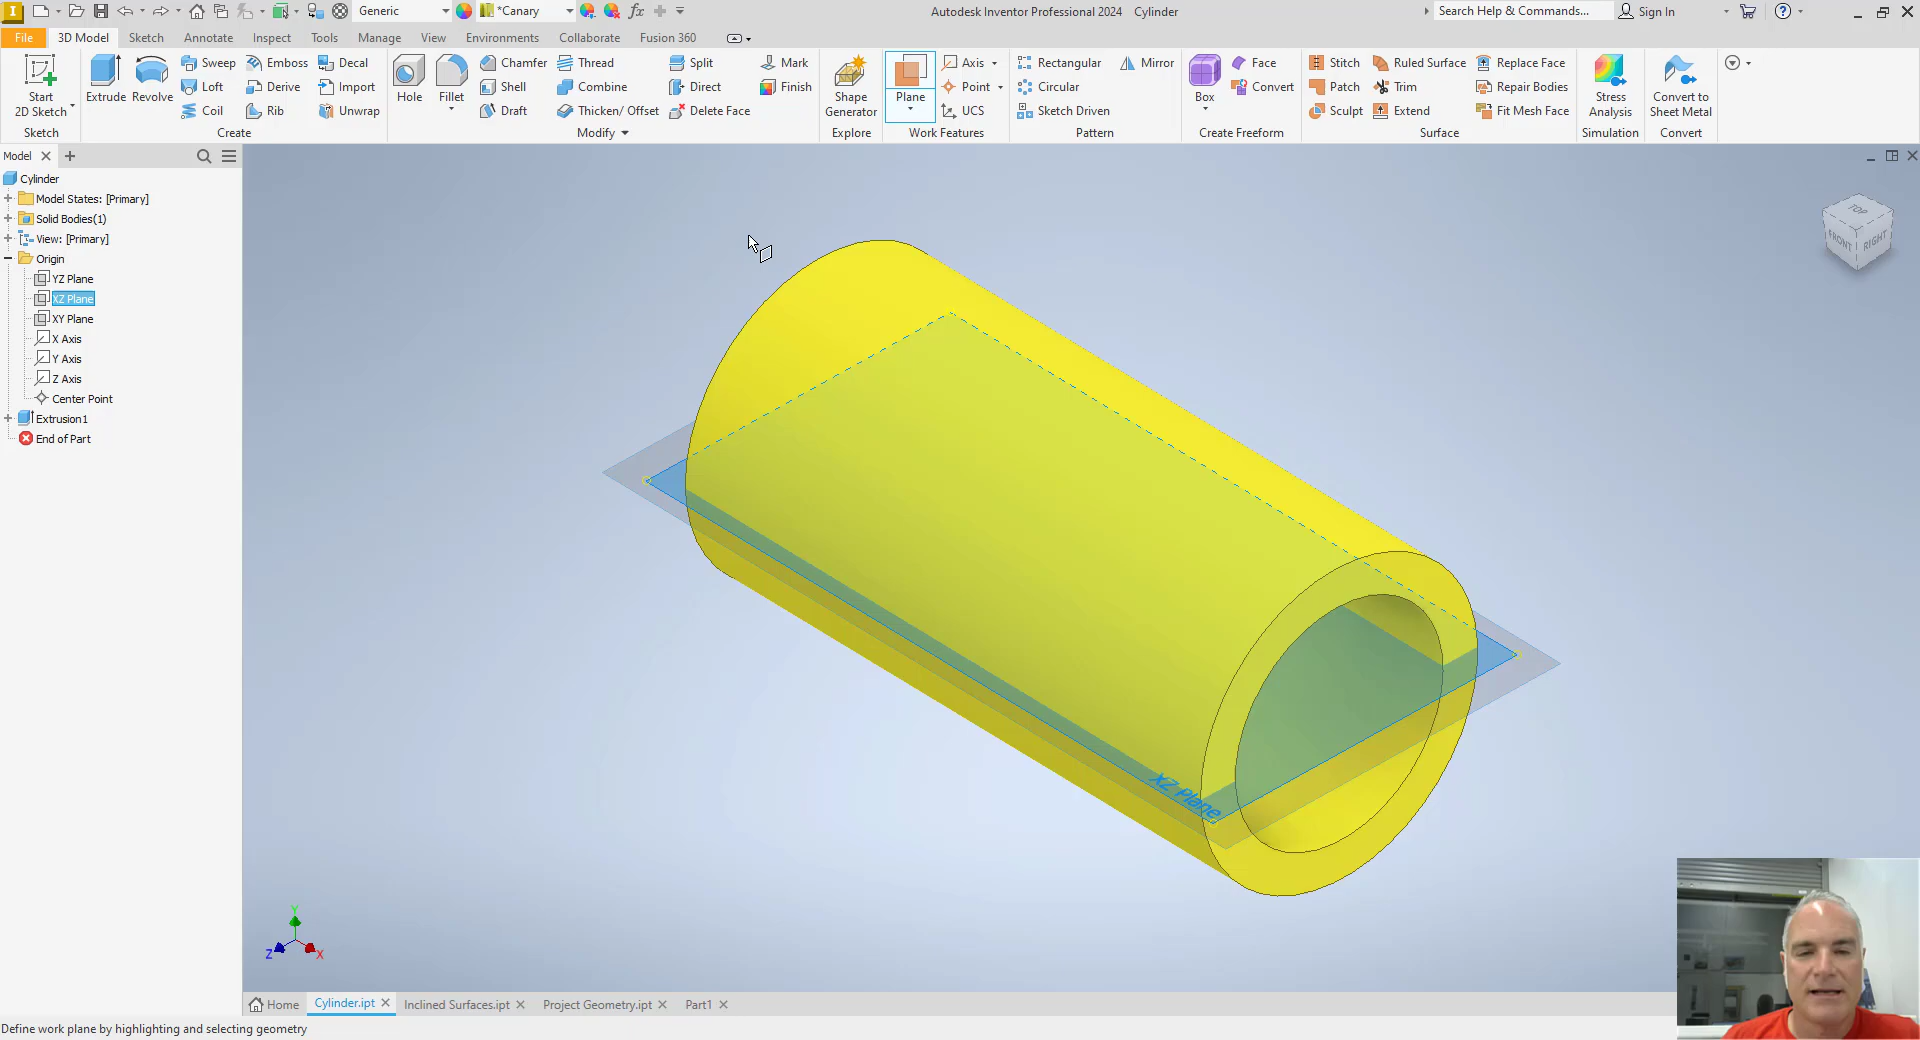 Generic
*Canary
fx
Autodesk Inventor Professional 2024 Cylinder
Search Help & Commands...
Sign In
File
3D Model
Sketch
Annotate
Inspect
Tools
Manage
View
Environments
Collaborate
Fusion 360
Start
2D Sketch
Sketch
Extrude
Revolve
Sweep
Loft
Coil
Emboss
Derive
Rib
Decal
Import
Unwrap
Create
Hole
Fillet
Chamfer
Shell
Draft
Thread
Combine
Thicken/ Offset
Split
Direct
Delete Face
Modify
Mark
Finish
Shape
Generator
Explore
Plane
Axis
Point
UCS
Work Features
Rectangular
Circular
Sketch Driven
Mirror
Pattern
Box
Face
Convert
Create Freeform
Stitch
Patch
Sculpt
Ruled Surface
Trim
Extend
Replace Face
Repair Bodies
Fit Mesh Face
Surface
Stress
Analysis
Simulation
Convert to
Sheet Metal
Convert
Model
Cylinder
Model States: [Primary]
Solid Bodies(1)
View: [Primary]
Origin
YZ Plane
XZ Plane
XY Plane
X Axis
Y Axis
Z Axis
Center Point
Extrusion1
End of Part
TOP
FRONT
RIGHT
XZ Plane
Y
Z
X
Home
Cylinder.ipt
Inclined Surfaces.ipt
Project Geometry.ipt
Part1
Define work plane by highlighting and selecting geometry